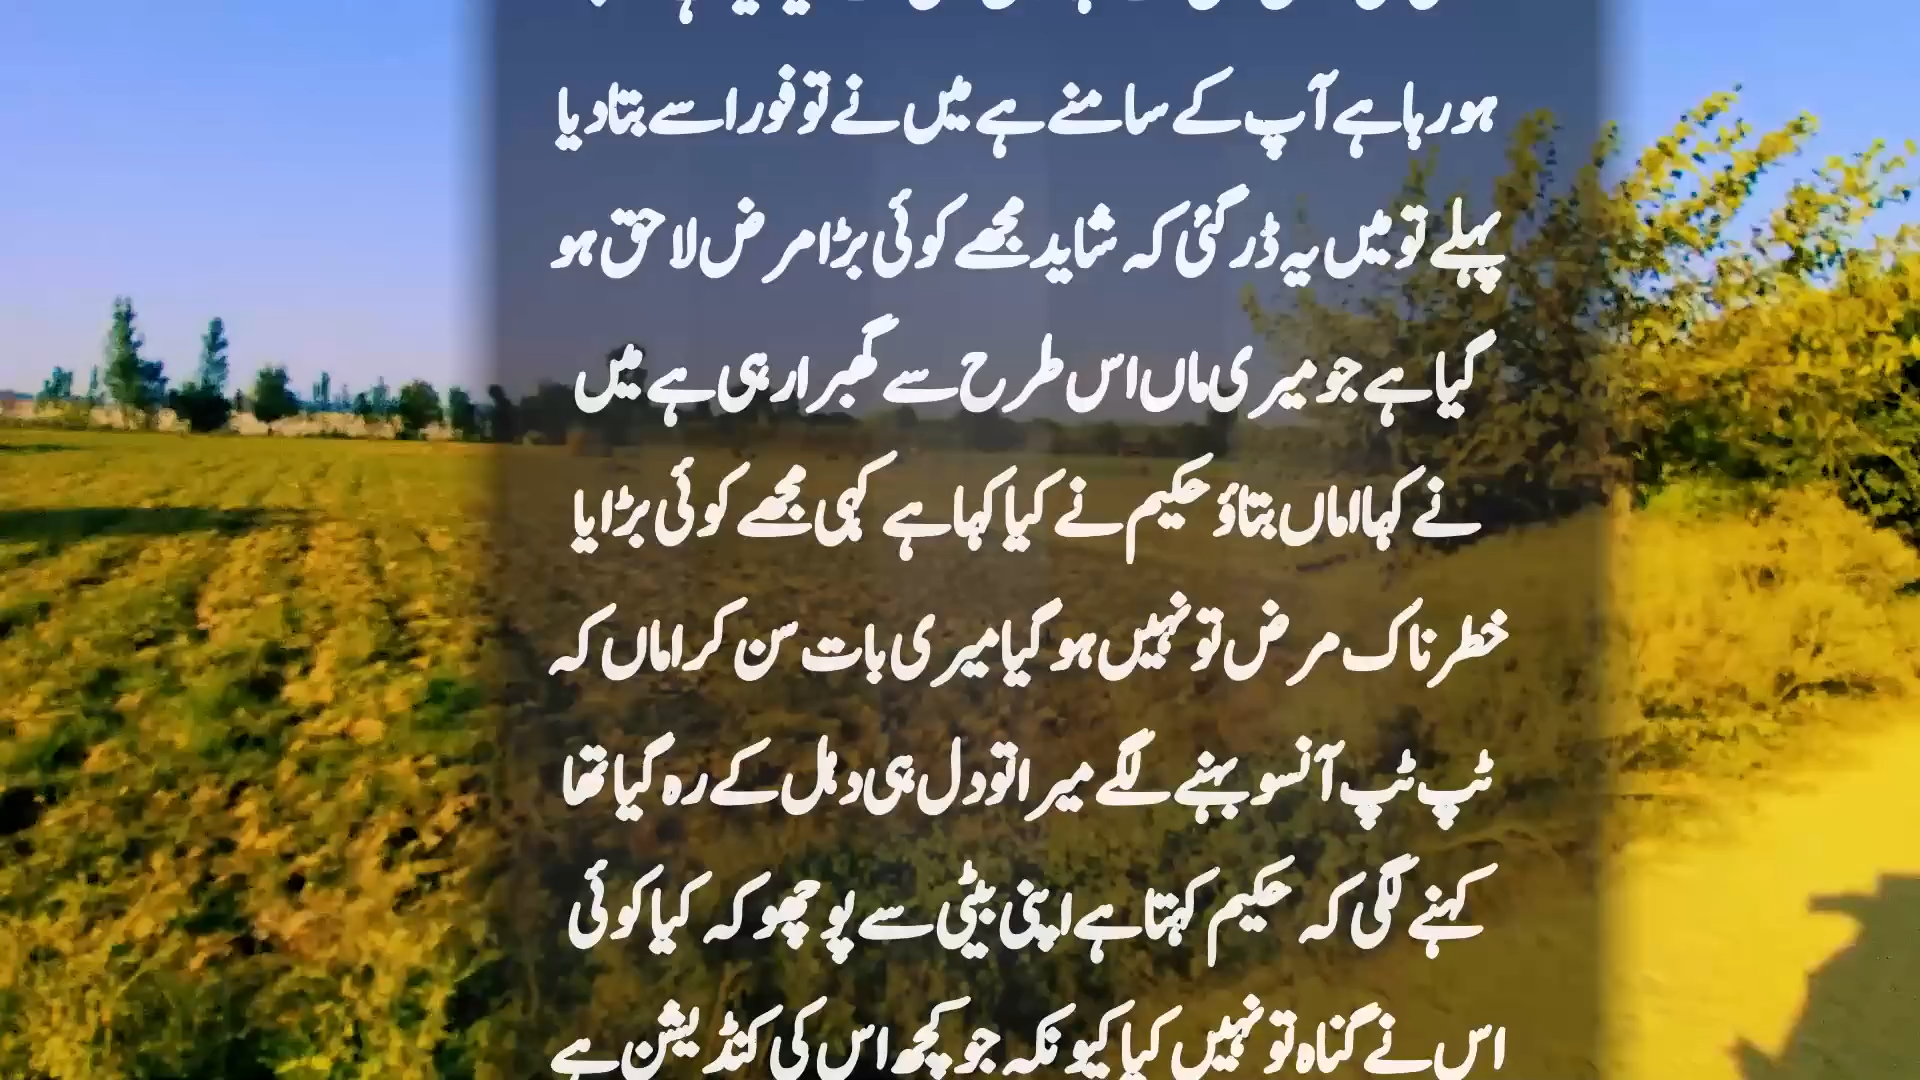 ہو رہا ہے آپ کے سامنے ہے میں نے تو فورا سے بتا دیا
پہلے تو میں یہ ڈر گئی کہ شاید مجھے کوئی بڑا مرض لاحق ہو
گیا ہے جو میری ماں اس طرح سے گھبرا رہی ہے میں
نے کہا اماں بتاؤ حکیم نے کیا کہا ہے کہی مجھے کوئی بڑا یا
خطر ناک مرض تو نہیں ہو گیا میری بات سن کر اماں کہ
ٹپ ٹپ آنسو بہنے لگے میرا تو دل ہی دہل کے رہ گیا تھا
کہنے لگی کہ حکیم کہتا ہے اپنی بیٹی سے پوچھو کہ کیا کوئی
اس نے گناہ تو نہیں کیا کیونکہ جو کچھ اس کی کنڈیشن ہے